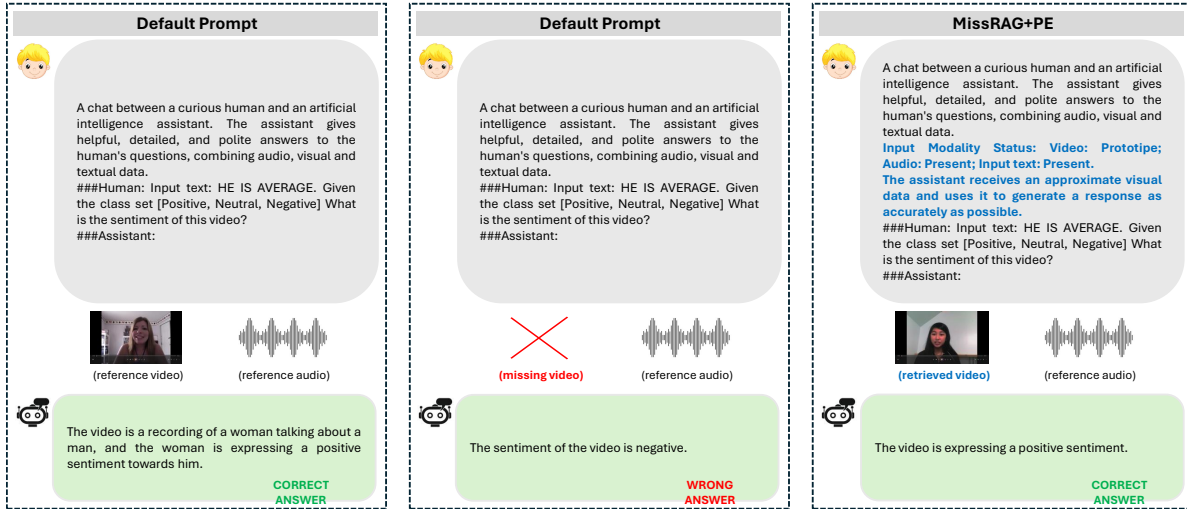 Default Prompt
A chat between a curious human and an artificial
intelligence assistant. The assistant gives
helpful, detailed, and polite answers to the
human's questions, combining audio, visual and
textual data.
###Human: Input text: HE IS AVERAGE. Given
the class set [Positive, Neutral, Negative] What
is the sentiment of this video?
###Assistant:
(reference video)
(reference audio)
The video is a recording of a woman talking about a
man, and the woman is expressing a positive
sentiment towards him.
CORRECT
ANSWER
Default Prompt
A chat between a curious human and an artificial
intelligence assistant. The assistant gives
helpful, detailed, and polite answers to the
human's questions, combining audio, visual and
textual data.
###Human: Input text: HE IS AVERAGE. Given
the class set [Positive, Neutral, Negative] What
is the sentiment of this video?
###Assistant:
(missing video)
(reference audio)
The sentiment of the video is negative.
WRONG
ANSWER
MissRAG+PE
A chat between a curious human and an artificial
intelligence assistant. The assistant gives
helpful, detailed, and polite answers to the
human's questions, combining audio, visual and
textual data.
Input Modality Status: Video: Prototipe;
Audio: Present; Input text: Present.
The assistant receives an approximate visual
data and uses it to generate a response as
accurately as possible.
###Human: Input text: HE IS AVERAGE. Given
the class set [Positive, Neutral, Negative] What
is the sentiment of this video?
###Assistant:
(retrieved video)
(reference audio)
The video is expressing a positive sentiment.
CORRECT
ANSWER